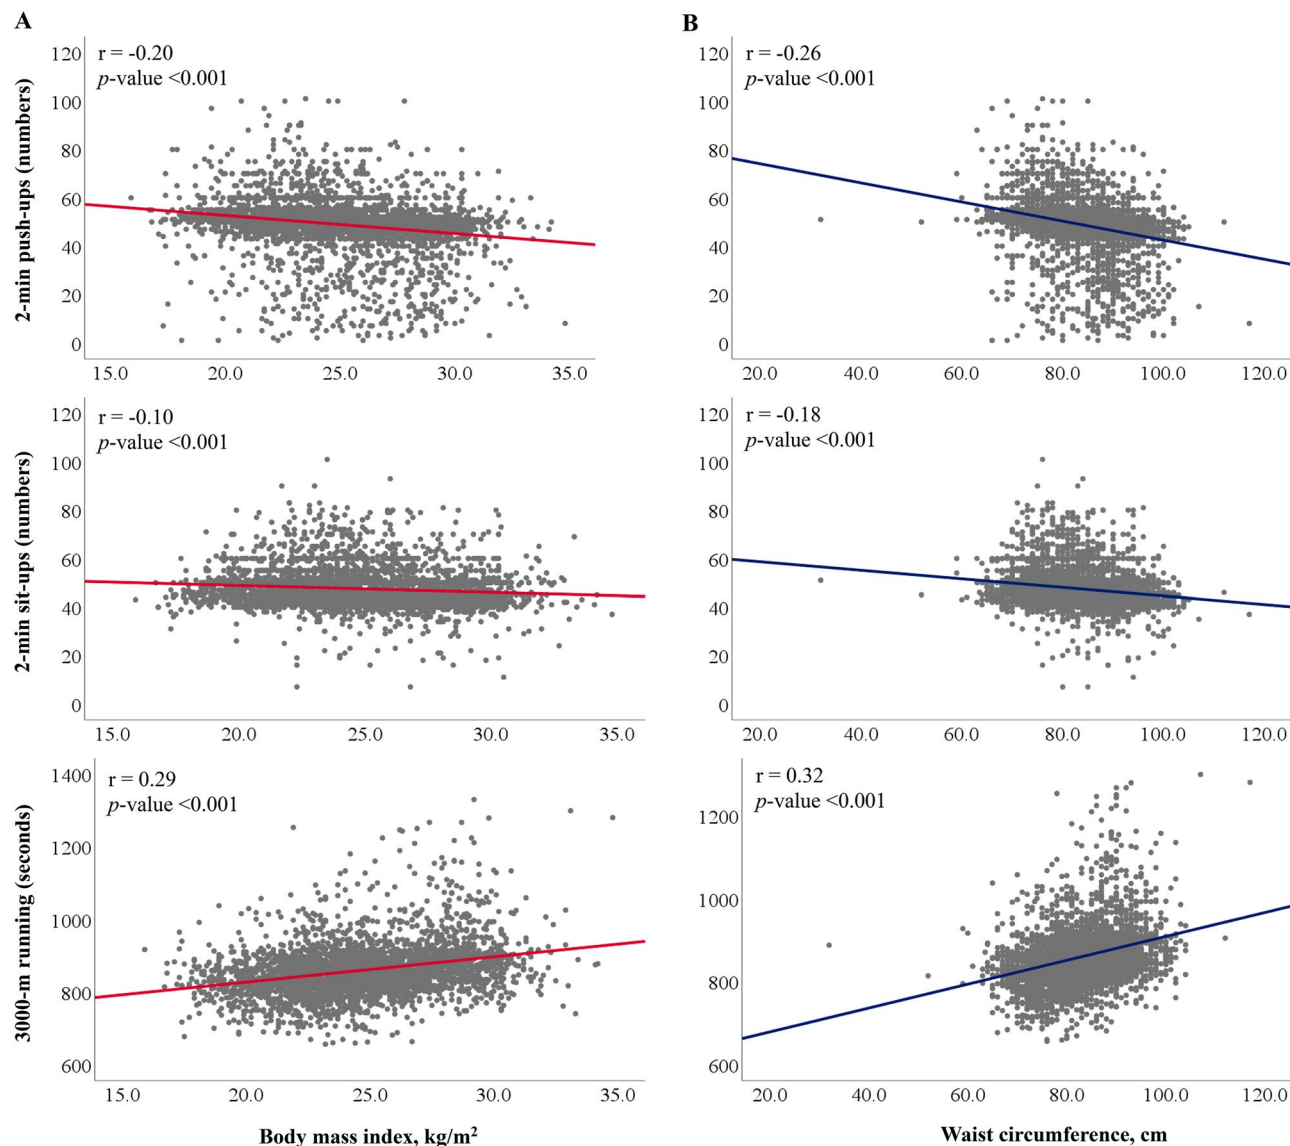 A
B
2-min push-ups (numbers)
120
100
80
60
40
20
0
r = -0.20
p-value <0.001
15.0 20.0 25.0 30.0 35.0
r = -0.26
p-value <0.001
120
100
80
60
40
20
0
20.0 40.0 60.0 80.0 100.0 120.0
2-min sit-ups (numbers)
120
100
80
60
40
20
0
r = -0.10
p-value <0.001
15.0 20.0 25.0 30.0 35.0
r = -0.18
p-value <0.001
120
100
80
60
40
20
0
20.0 40.0 60.0 80.0 100.0 120.0
3000-m running (seconds)
1400
1200
1000
800
600
r = 0.29
p-value <0.001
15.0 20.0 25.0 30.0 35.0
r = 0.32
p-value <0.001
1200
1000
800
600
20.0 40.0 60.0 80.0 100.0 120.0
Body mass index, kg/m²
Waist circumference, cm